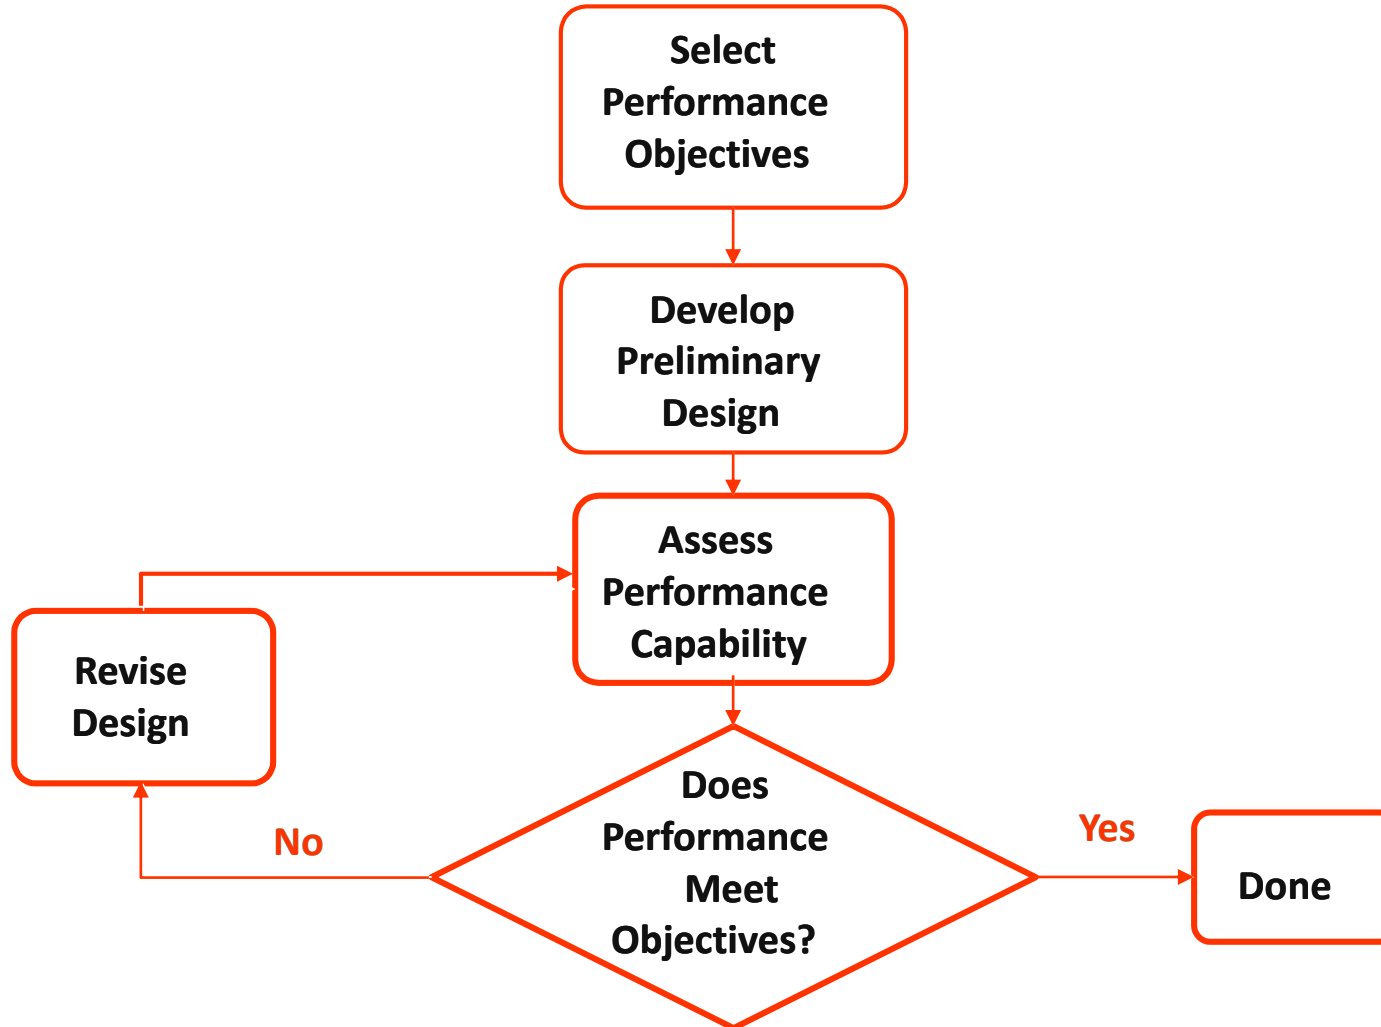 Select
Performance
Objectives
Develop
Preliminary
Design
Assess
Performance
Capability
Revise
Design
Does
Performance
Meet
Objectives?
No
Yes
Done